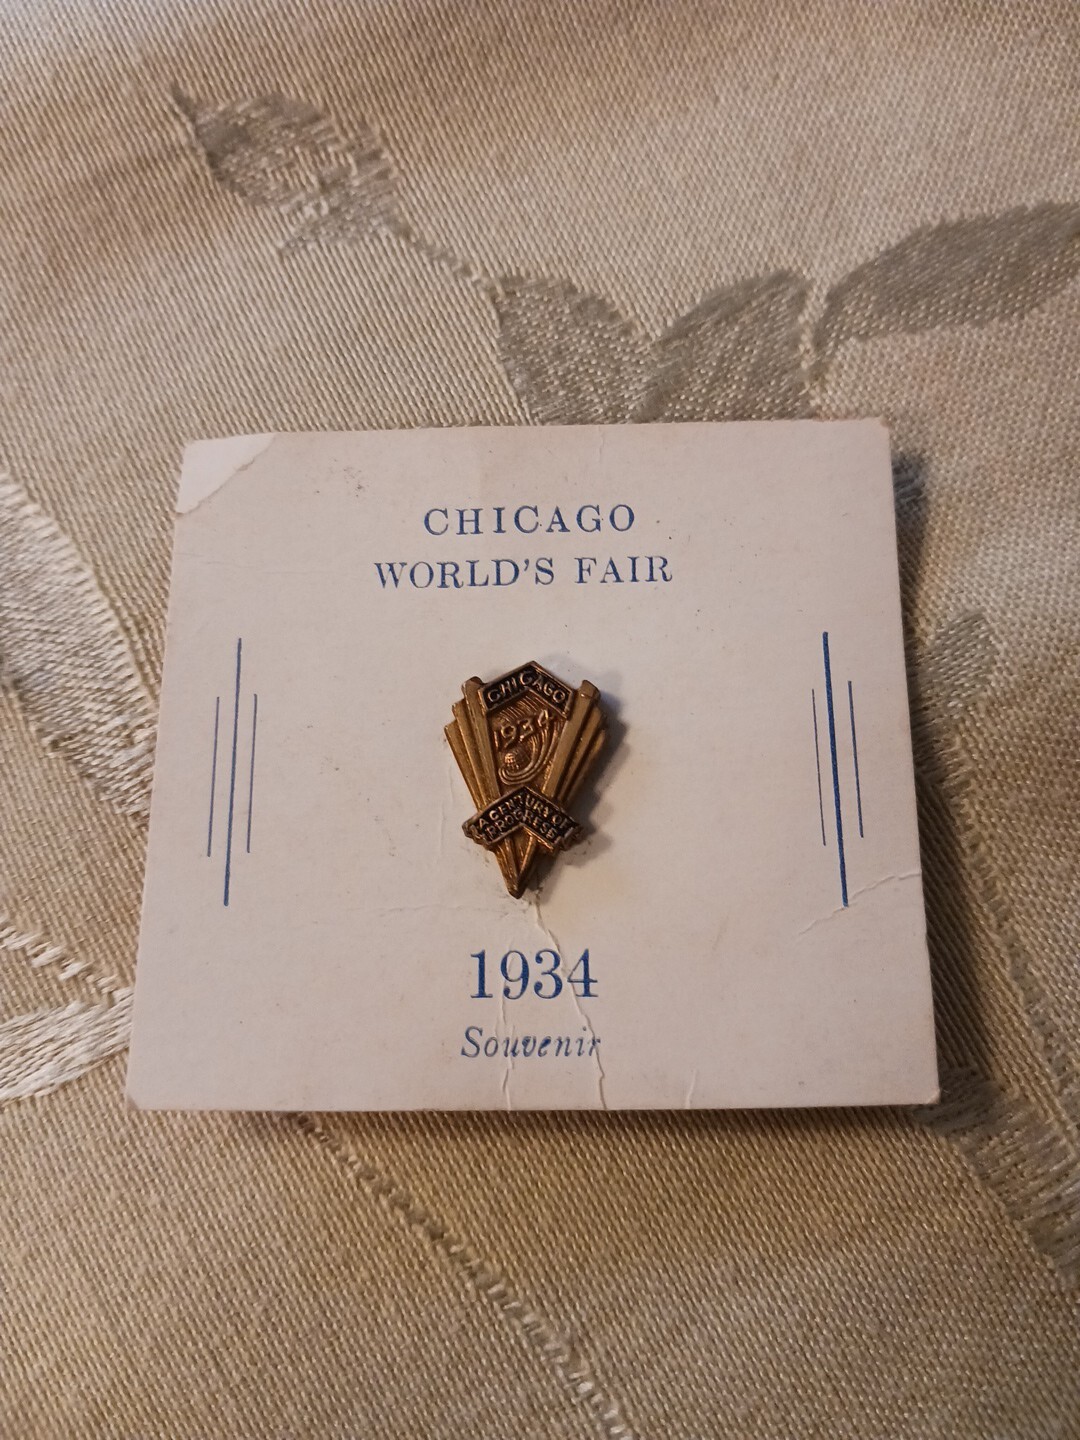 CHICAGO
WORLD'S FAIR
CHICAGO
1934
A CENTURY OF
PROGRESS
1934
Souvenir